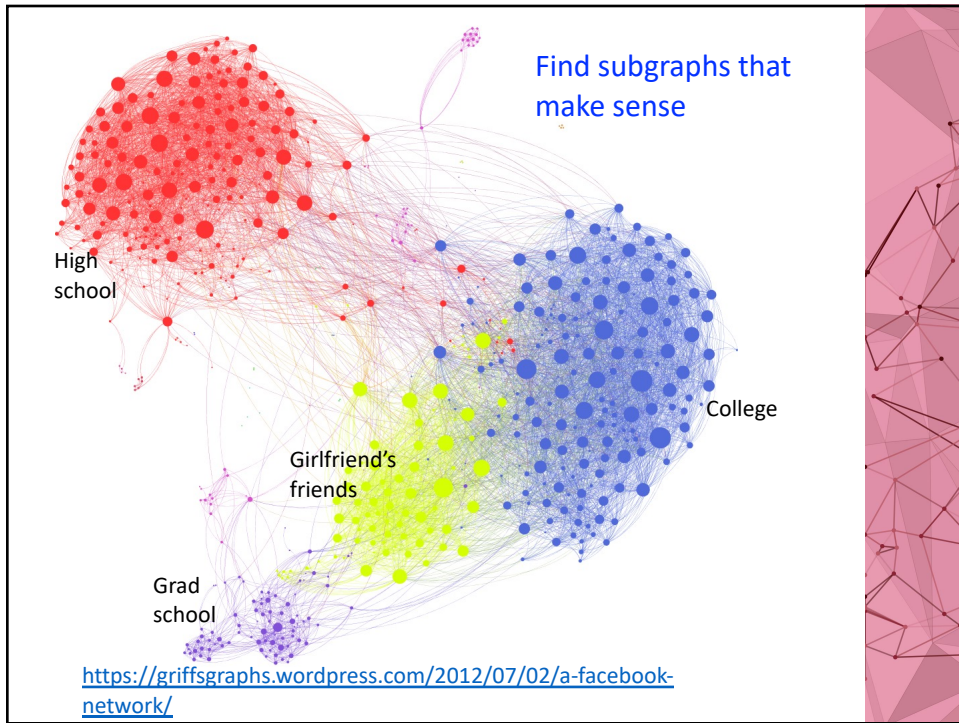 Find subgraphs that
make sense
High
school
College
Girlfriend's
friends
Grad
school
https://griffsgraphs.wordpress.com/2012/07/02/a-facebook-
network/